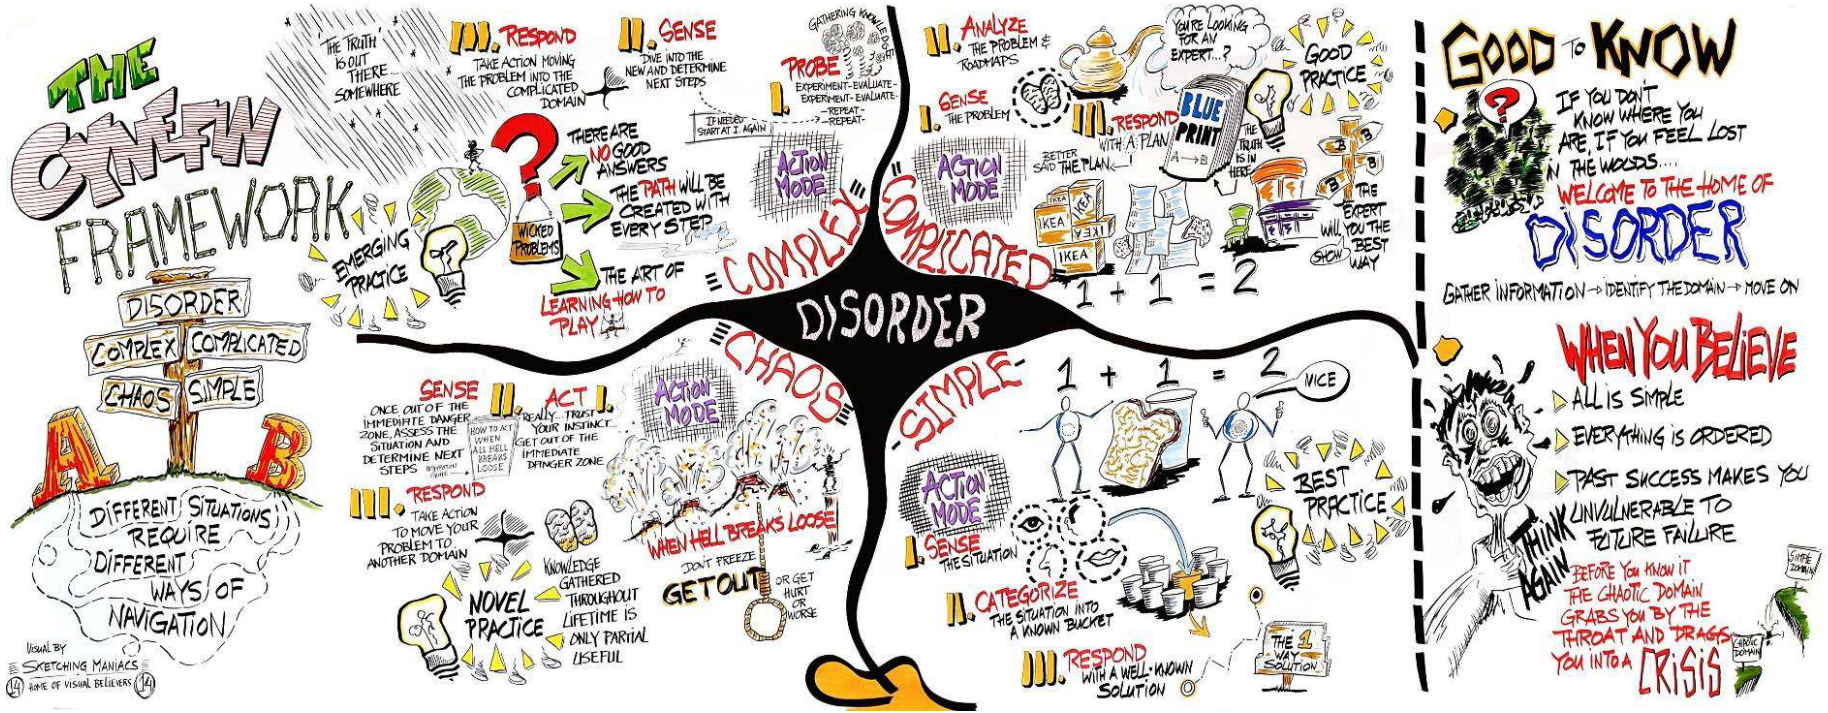 THE
CYNEFIN
FRAMEWORK
DISORDER
COMPLEX
COMPLICATED
CHAOS
SIMPLE
A
B
DIFFERENT SITUATIONS
REQUIRE
DIFFERENT
WAYS OF
NAVIGATION
VISUAL BY
SKETCHING MANIACS
HOME OF VISUAL BELIEVERS
14
14
'THE TRUTH'
IS OUT
THERE...
SOMEWHERE
III. RESPOND
TAKE ACTION MOVING
THE PROBLEM INTO THE
COMPLICATED
DOMAIN
II. SENSE
DIVE INTO THE
NEW AND DETERMINE
NEXT STEPS
GATHERING KNOWLEDGE
I. PROBE
EXPERIMENT-EVALUATE-
EXPERIMENT-EVALUATE-
-REPEAT-
-REPEAT-
IF NEEDED
START AT I. AGAIN
ACTION
MODE
?
WICKED
PROBLEMS
THERE ARE
NO GOOD
ANSWERS
THE PATH WILL BE
CREATED WITH
EVERY STEP
THE ART OF
LEARNING HOW TO
PLAY
EMERGING
PRACTICE
=COMPLEX=
II. ANALYZE
THE PROBLEM &
ROADMAPS
I. SENSE
THE PROBLEM
III. RESPOND
WITH A PLAN
BETTER
SAID THE PLAN
ACTION
MODE
YOU'RE LOOKING
FOR AN
EXPERT...?
BLUE
PRINT
A→B
THE
TRUTH
IS IN
HERE
GOOD
PRACTICE
B
B
B
THE
EXPERT
WILL
SHOW
YOU THE
BEST
WAY
IKEA
IKEA
IKEA
IKEA
1 + 1 = 2
=COMPLICATED=
DISORDER
=CHAOS=
SENSE II.
ONCE OUT OF THE
IMMEDIATE DANGER
ZONE, ASSESS THE
SITUATION AND
DETERMINE NEXT
STEPS
HOW TO ACT
WHEN
ALL HELL
BREAKS
LOOSE
ACT I.
REALLY...TRUST
YOUR INSTINCT...
GET OUT OF THE
IMMEDIATE
DANGER ZONE
ACTION
MODE
III. RESPOND
TAKE ACTION
TO MOVE YOUR
PROBLEM TO
ANOTHER DOMAIN
NOVEL
PRACTICE
KNOWLEDGE
GATHERED
THROUGHOUT
LIFETIME IS
ONLY PARTIAL
USEFUL
WHEN HELL BREAKS LOOSE
DON'T FREEZE
GET OUT
OR GET
HURT
OR
WORSE
-SIMPLE-
1 + 1 = 2
NICE
ACTION
MODE
I. SENSE
THE SITUATION
II. CATEGORIZE
THE SITUATION INTO
A KNOWN BUCKET
III. RESPOND
WITH A WELL-KNOWN
SOLUTION
THE 1
WAY
SOLUTION
BEST
PRACTICE
GOOD TO KNOW
?
IF YOU DON'T
KNOW WHERE YOU
ARE, IF YOU FEEL LOST
IN THE WOODS....
WELCOME TO THE HOME OF
DISORDER
GATHER INFORMATION → IDENTIFY THE DOMAIN → MOVE ON
WHEN YOU BELIEVE
ALL IS SIMPLE
EVERYTHING IS ORDERED
PAST SUCCESS MAKES YOU
UNVULNERABLE TO
FUTURE FAILURE
THINK
AGAIN
BEFORE YOU KNOW IT
THE CHAOTIC DOMAIN
GRABS YOU BY THE
THROAT AND DRAGS
YOU INTO A CRISIS
SIMPLE
DOMAIN
CHAOTIC
DOMAIN